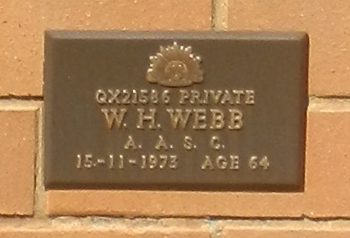 QX21586 PRIVATE
W. H. WEBB
A. A. S. C.
15-11-1973 AGE 64